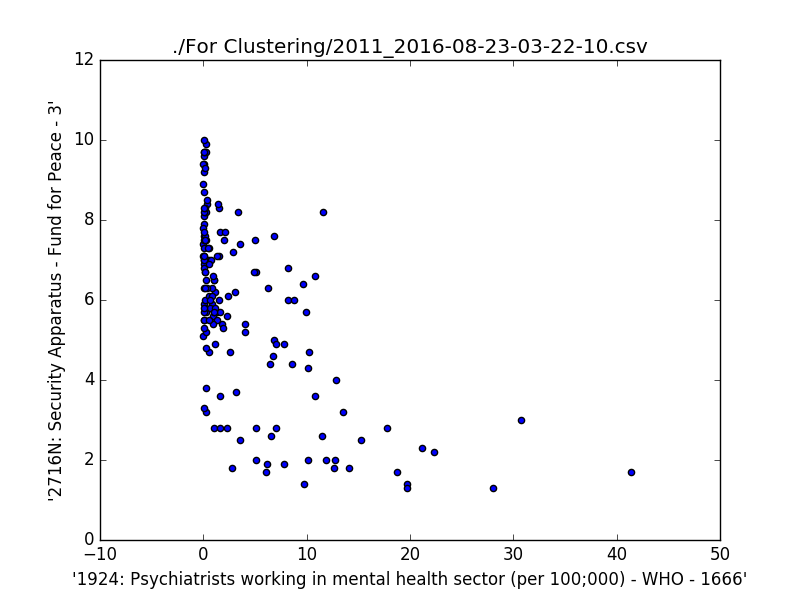 ./For Clustering/2011_2016-08-23-03-22-10.csv
12
10
8
6
4
2
0
'2716N: Security Apparatus - Fund for Peace - 3'
−10 0 10 20 30 40 50
'1924: Psychiatrists working in mental health sector (per 100;000) - WHO - 1666'